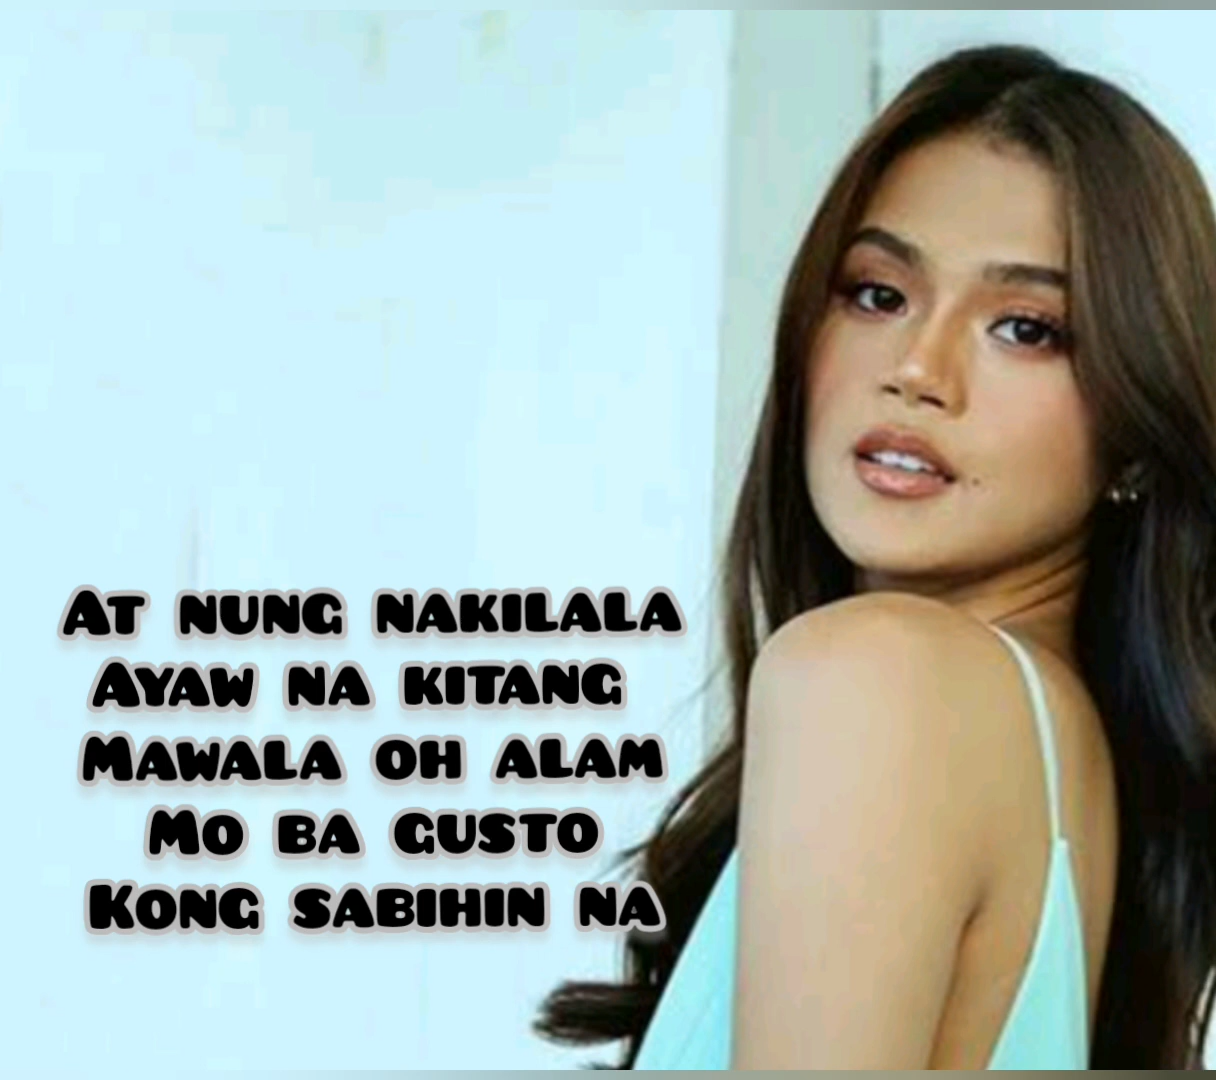 At nung nakilala
Ayaw na kitang
Mawala oh alam
Mo ba gusto
Kong sabihin na